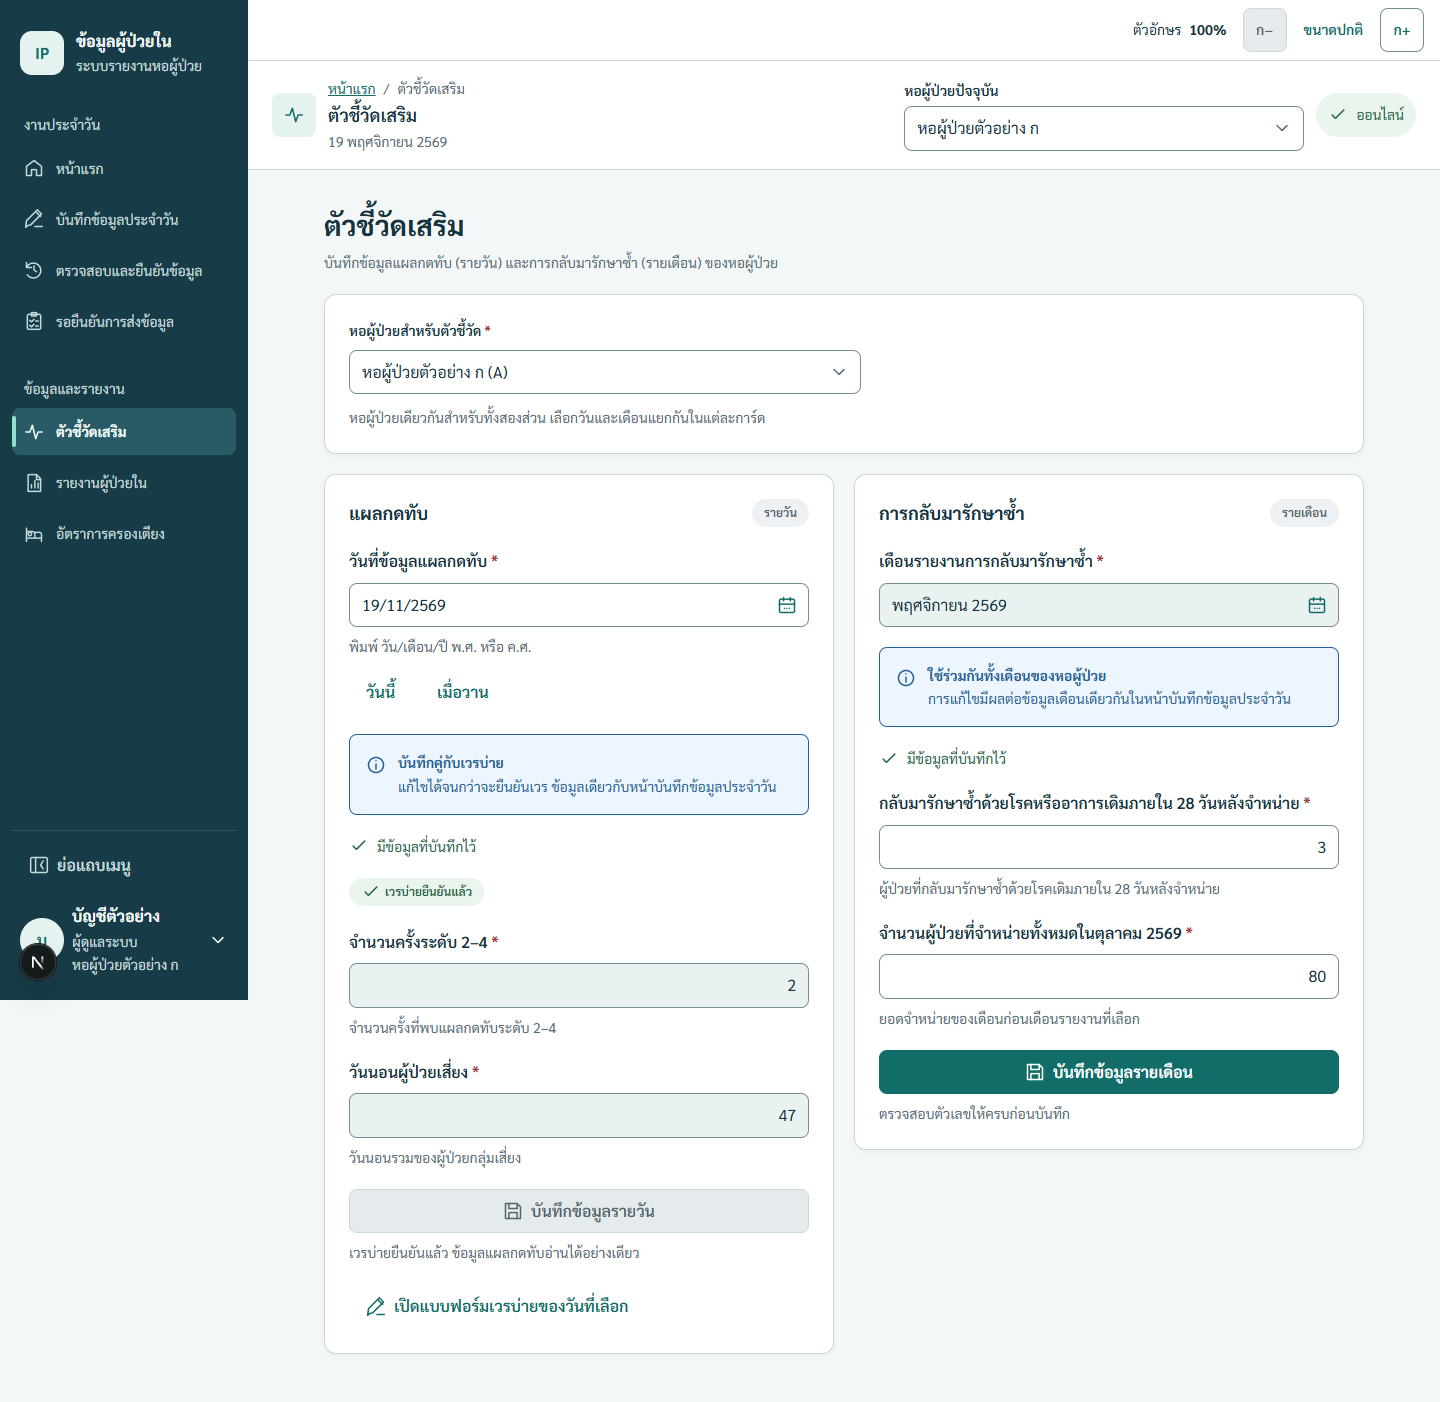 IP
ข้อมูลผู้ป่วยใน
ระบบรายงานหอผู้ป่วย
งานประจำวัน
หน้าแรก
บันทึกข้อมูลประจำวัน
ตรวจสอบและยืนยันข้อมูล
รอยืนยันการส่งข้อมูล
ข้อมูลและรายงาน
ตัวชี้วัดเสริม
รายงานผู้ป่วยใน
อัตราการครองเตียง
ย่อแถบเมนู
บัญชีตัวอย่าง
ผู้ดูแลระบบ
หอผู้ป่วยตัวอย่าง ก
N
ตัวอักษร 100%
ก−
ขนาดปกติ
ก+
หน้าแรก / ตัวชี้วัดเสริม
ตัวชี้วัดเสริม
19 พฤศจิกายน 2569
หอผู้ป่วยปัจจุบัน
หอผู้ป่วยตัวอย่าง ก
ออนไลน์
ตัวชี้วัดเสริม
บันทึกข้อมูลแผลกดทับ (รายวัน) และการกลับมารักษาซ้ำ (รายเดือน) ของหอผู้ป่วย
หอผู้ป่วยสำหรับตัวชี้วัด *
หอผู้ป่วยตัวอย่าง ก (A)
หอผู้ป่วยเดียวกันสำหรับทั้งสองส่วน เลือกวันและเดือนแยกกันในแต่ละการ์ด
แผลกดทับ
รายวัน
วันที่ข้อมูลแผลกดทับ *
19/11/2569
พิมพ์ วัน/เดือน/ปี พ.ศ. หรือ ค.ศ.
วันนี้
เมื่อวาน
บันทึกคู่กับเวรบ่าย
แก้ไขได้จนกว่าจะยืนยันเวร ข้อมูลเดียวกับหน้าบันทึกข้อมูลประจำวัน
มีข้อมูลที่บันทึกไว้
เวรบ่ายยืนยันแล้ว
จำนวนครั้งระดับ 2–4 *
2
จำนวนครั้งที่พบแผลกดทับระดับ 2–4
วันนอนผู้ป่วยเสี่ยง *
47
วันนอนรวมของผู้ป่วยกลุ่มเสี่ยง
บันทึกข้อมูลรายวัน
เวรบ่ายยืนยันแล้ว ข้อมูลแผลกดทับอ่านได้อย่างเดียว
เปิดแบบฟอร์มเวรบ่ายของวันที่เลือก
การกลับมารักษาซ้ำ
รายเดือน
เดือนรายงานการกลับมารักษาซ้ำ *
พฤศจิกายน 2569
ใช้ร่วมกันทั้งเดือนของหอผู้ป่วย
การแก้ไขมีผลต่อข้อมูลเดือนเดียวกันในหน้าบันทึกข้อมูลประจำวัน
มีข้อมูลที่บันทึกไว้
กลับมารักษาซ้ำด้วยโรคหรืออาการเดิมภายใน 28 วันหลังจำหน่าย *
3
ผู้ป่วยที่กลับมารักษาซ้ำด้วยโรคเดิมภายใน 28 วันหลังจำหน่าย
จำนวนผู้ป่วยที่จำหน่ายทั้งหมดในตุลาคม 2569 *
80
ยอดจำหน่ายของเดือนก่อนเดือนรายงานที่เลือก
บันทึกข้อมูลรายเดือน
ตรวจสอบตัวเลขให้ครบก่อนบันทึก